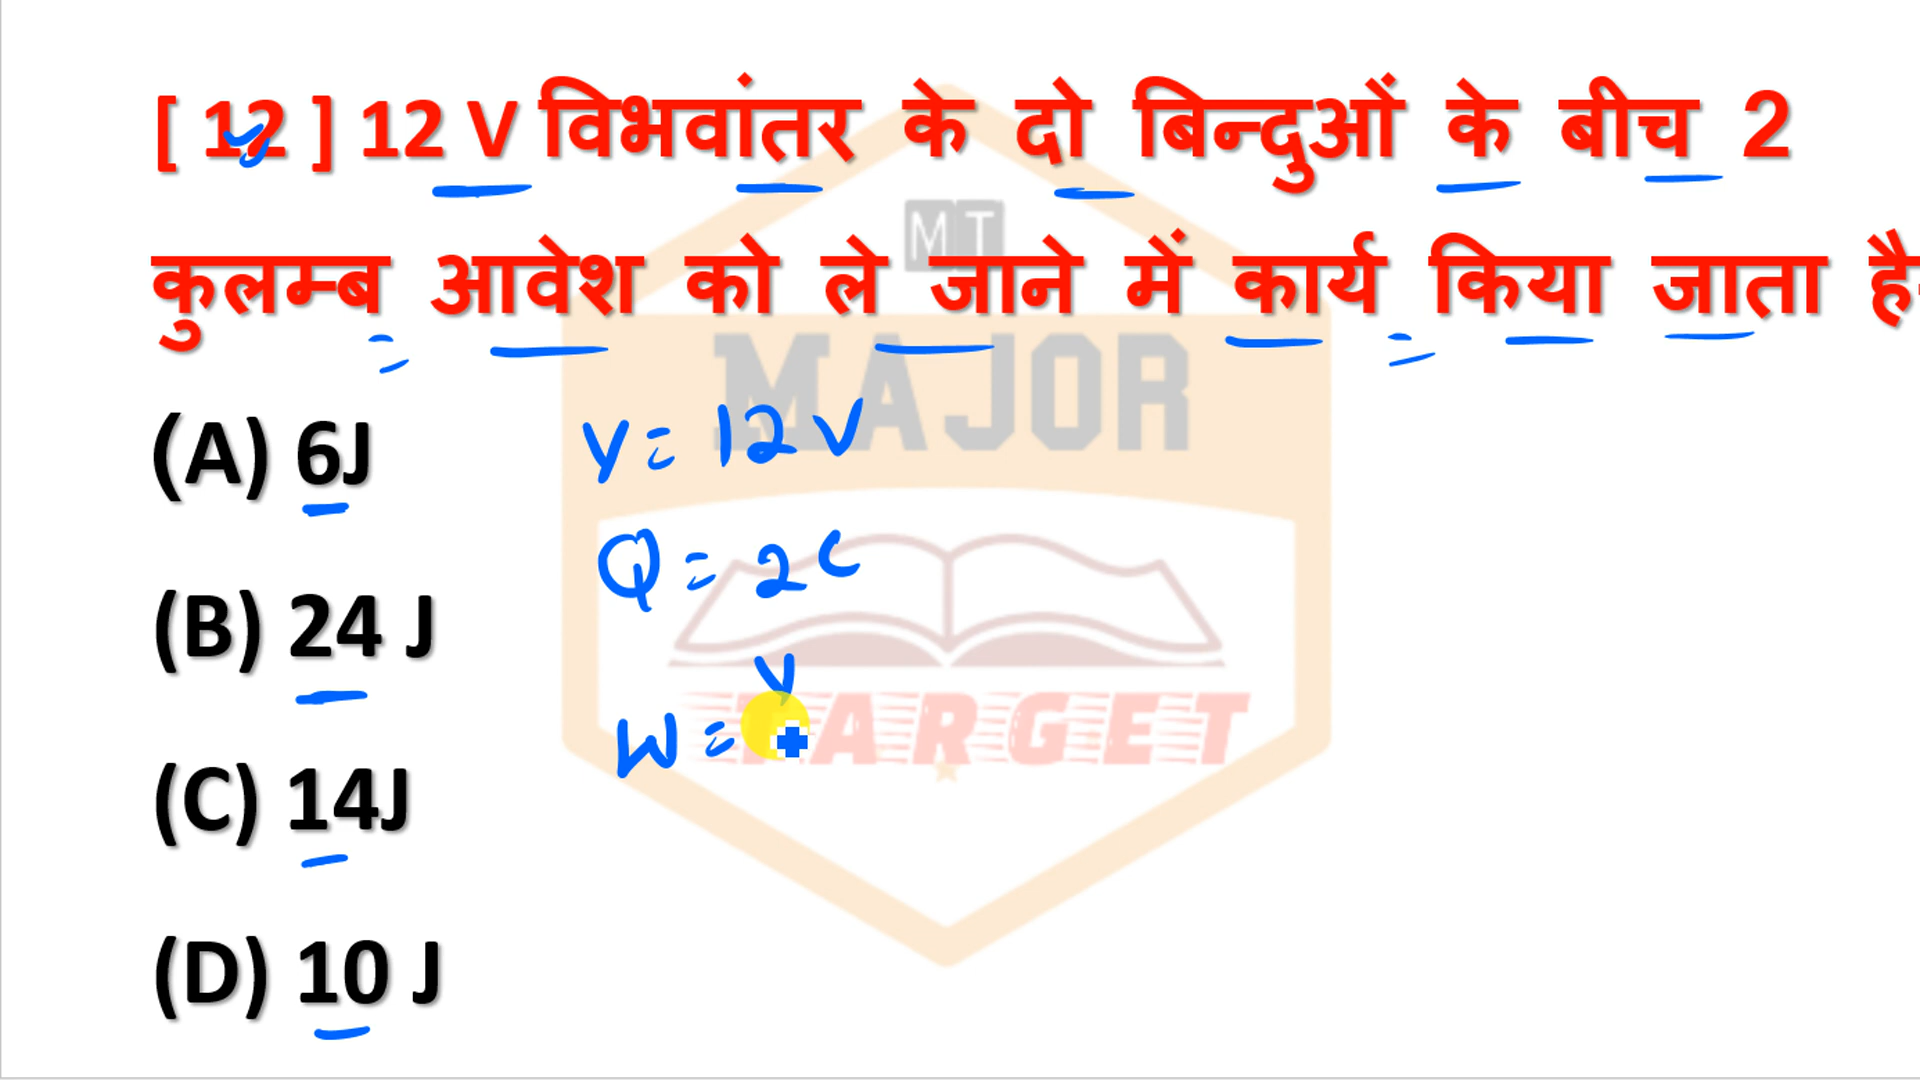 [ 12 ] 12 V विभवांतर के दो बिन्दुओं के बीच 2
कुलम्ब आवेश को ले जाने में कार्य किया जाता है-
(A) 6J
(B) 24 J
(C) 14J
(D) 10 J
V = 12V
Q = 2C
W = V
MT
MAJOR
TARGET